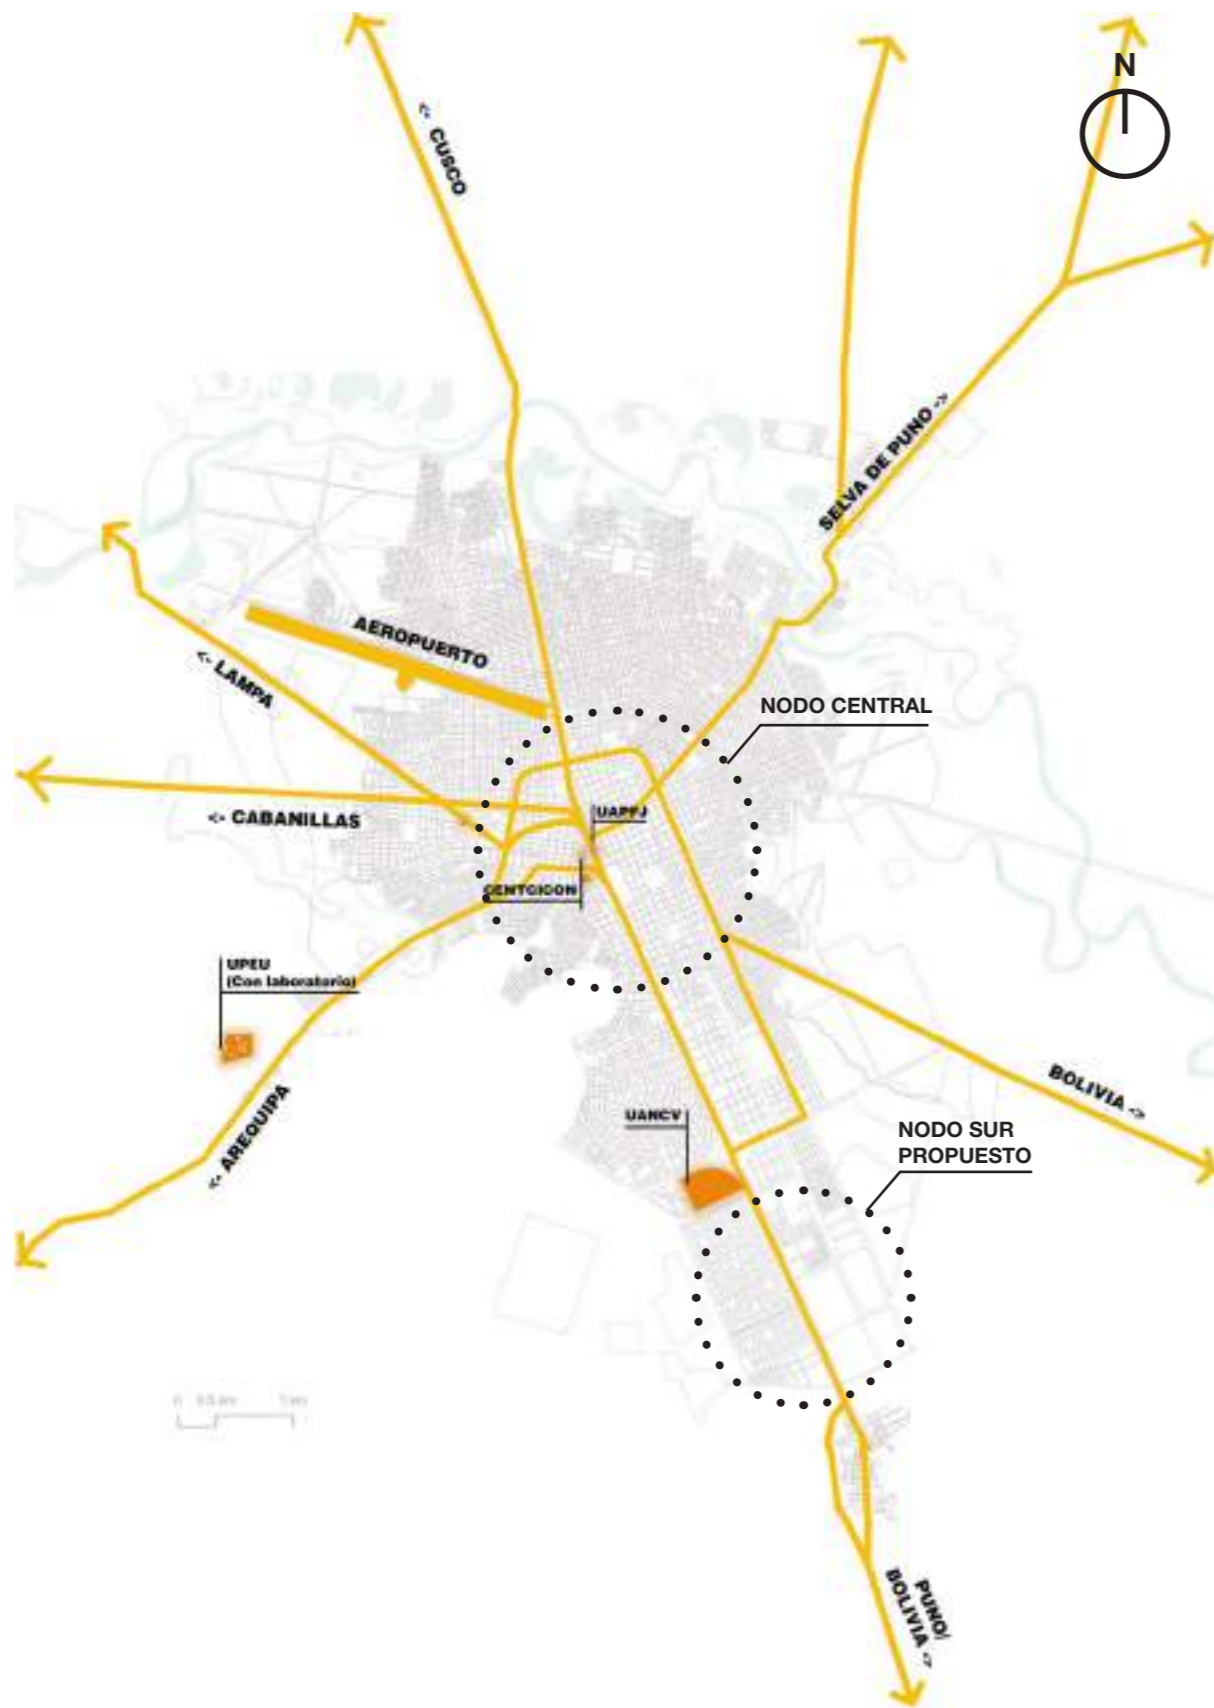 N
<- CUSCO
SELVA DE PUNO ->
AEROPUERTO
<- LAMPA
NODO CENTRAL
<- CABANILLAS
UAPFJ
CENTCICON
UPEU
(Con laboratorio)
<- AREQUIPA
BOLIVIA ->
UANCV
NODO SUR
PROPUESTO
0
PUNO/
BOLIVIA ->